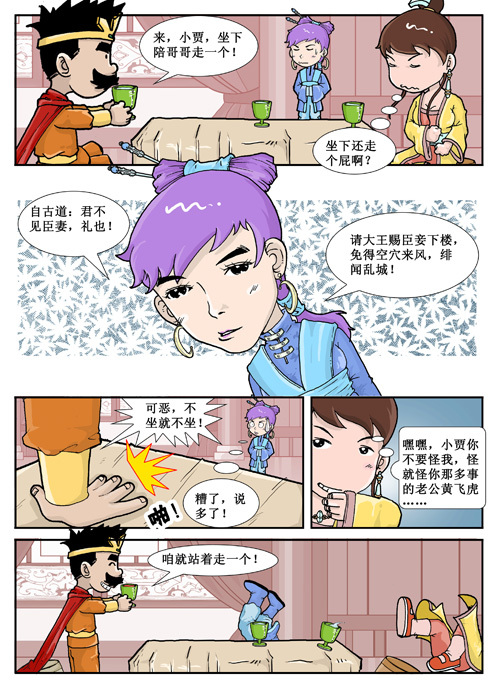 来，小贾，坐下
陪哥哥走一个！
坐下还走
个屁啊？
自古道：君不
见臣妻，礼也！
请大王赐臣妾下楼，
免得空穴来风，绯
闻乱城！
可恶，不
坐就不坐！
啪！
糟了，说
多了！
嘿嘿，小贾你
不要怪我，怪
就怪你那多事
的老公黄飞虎
……
咱就站着走一个！